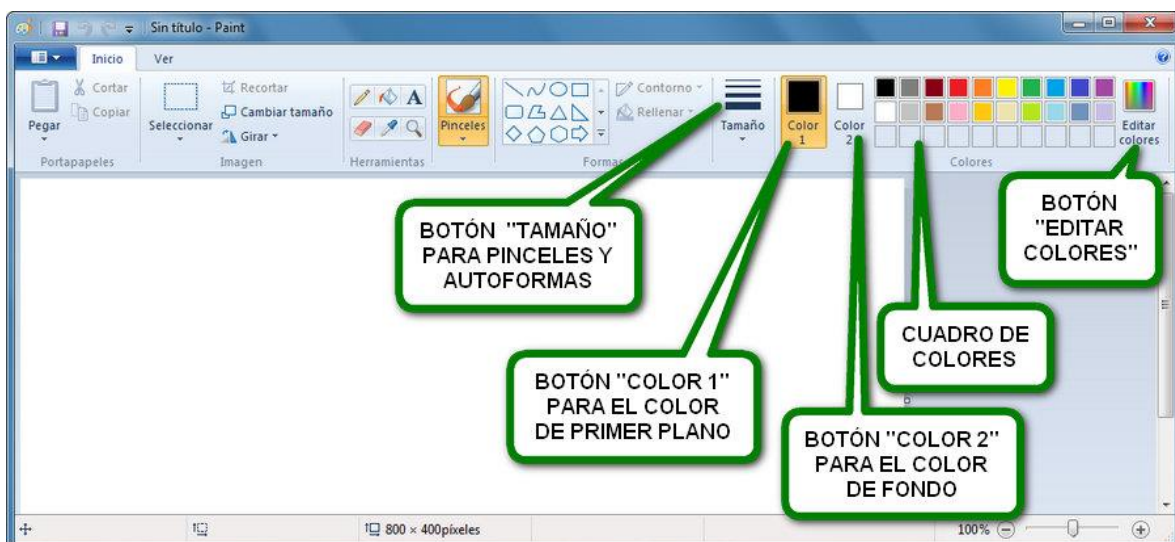 Sin título - Paint
Inicio Ver
Pegar
Cortar
Copiar
Portapapeles
Seleccionar
Recortar
Cambiar tamaño
Girar
Imagen
A
Herramientas
Pinceles
Contorno
Rellenar
Formas
Tamaño
Color
1
Color
2
Colores
Editar
colores
BOTÓN "TAMAÑO"
PARA PINCELES Y
AUTOFORMAS
BOTÓN "COLOR 1"
PARA EL COLOR
DE PRIMER PLANO
BOTÓN "COLOR 2"
PARA EL COLOR
DE FONDO
CUADRO DE
COLORES
BOTÓN
"EDITAR
COLORES"
800 × 400píxeles
100%